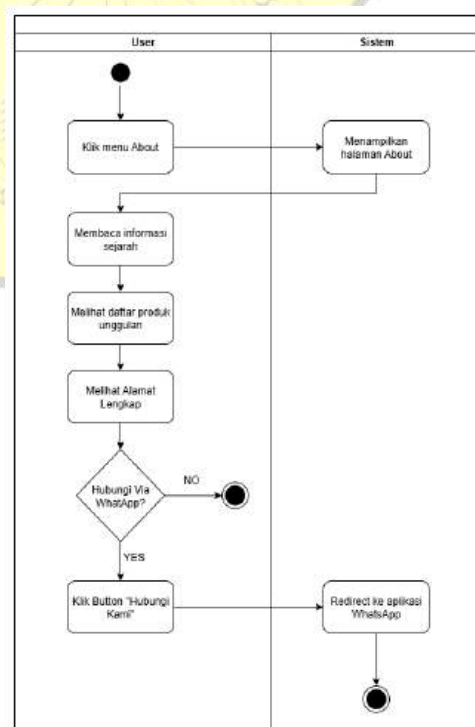 User
Sistem
Klik menu About
Menampilkan
halaman About
Membaca informasi
sejarah
Melihat daftar produk
unggulan
Melihat Alamat
Lengkap
Hubungi Via
WhatApp?
NO
YES
Klik Button "Hubungi
Kami"
Redirect ke aplikasi
WhatsApp